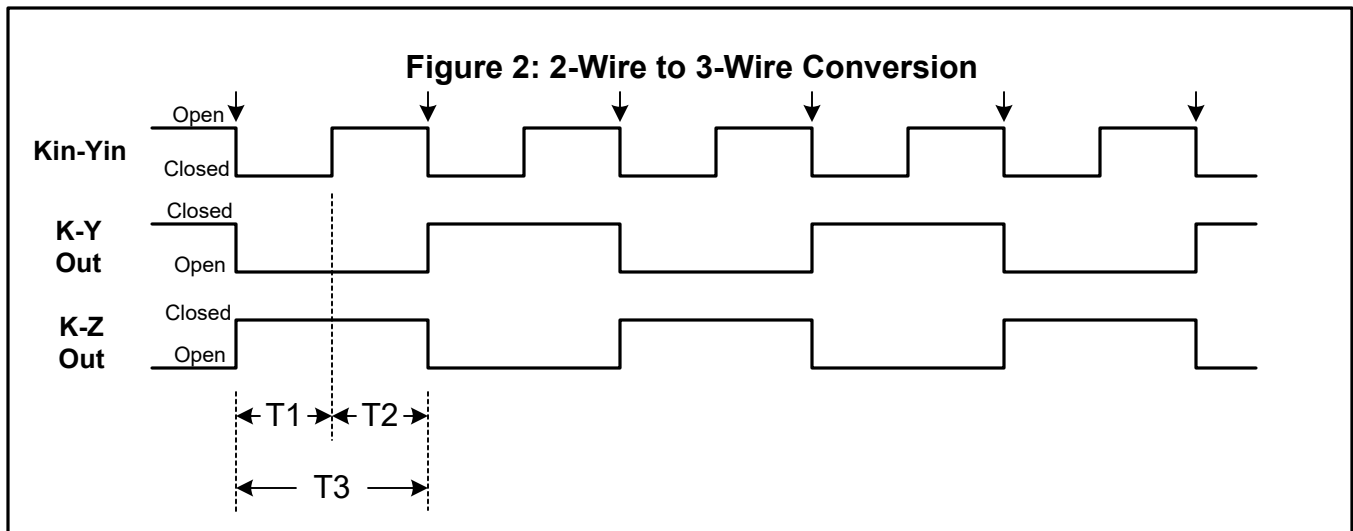 Figure 2: 2-Wire to 3-Wire Conversion
Open
Kin-Yin
Closed
Closed
K-Y
Out
Open
Closed
K-Z
Out
Open
T1
T2
T3